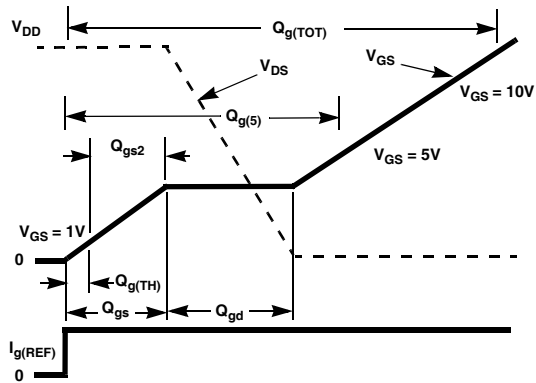 V_DD
Q_g(TOT)
V_DS
V_GS
V_GS = 10V
Q_g(5)
Q_gs2
V_GS = 5V
V_GS = 1V
0
Q_g(TH)
Q_gs
Q_gd
I_g(REF)
0